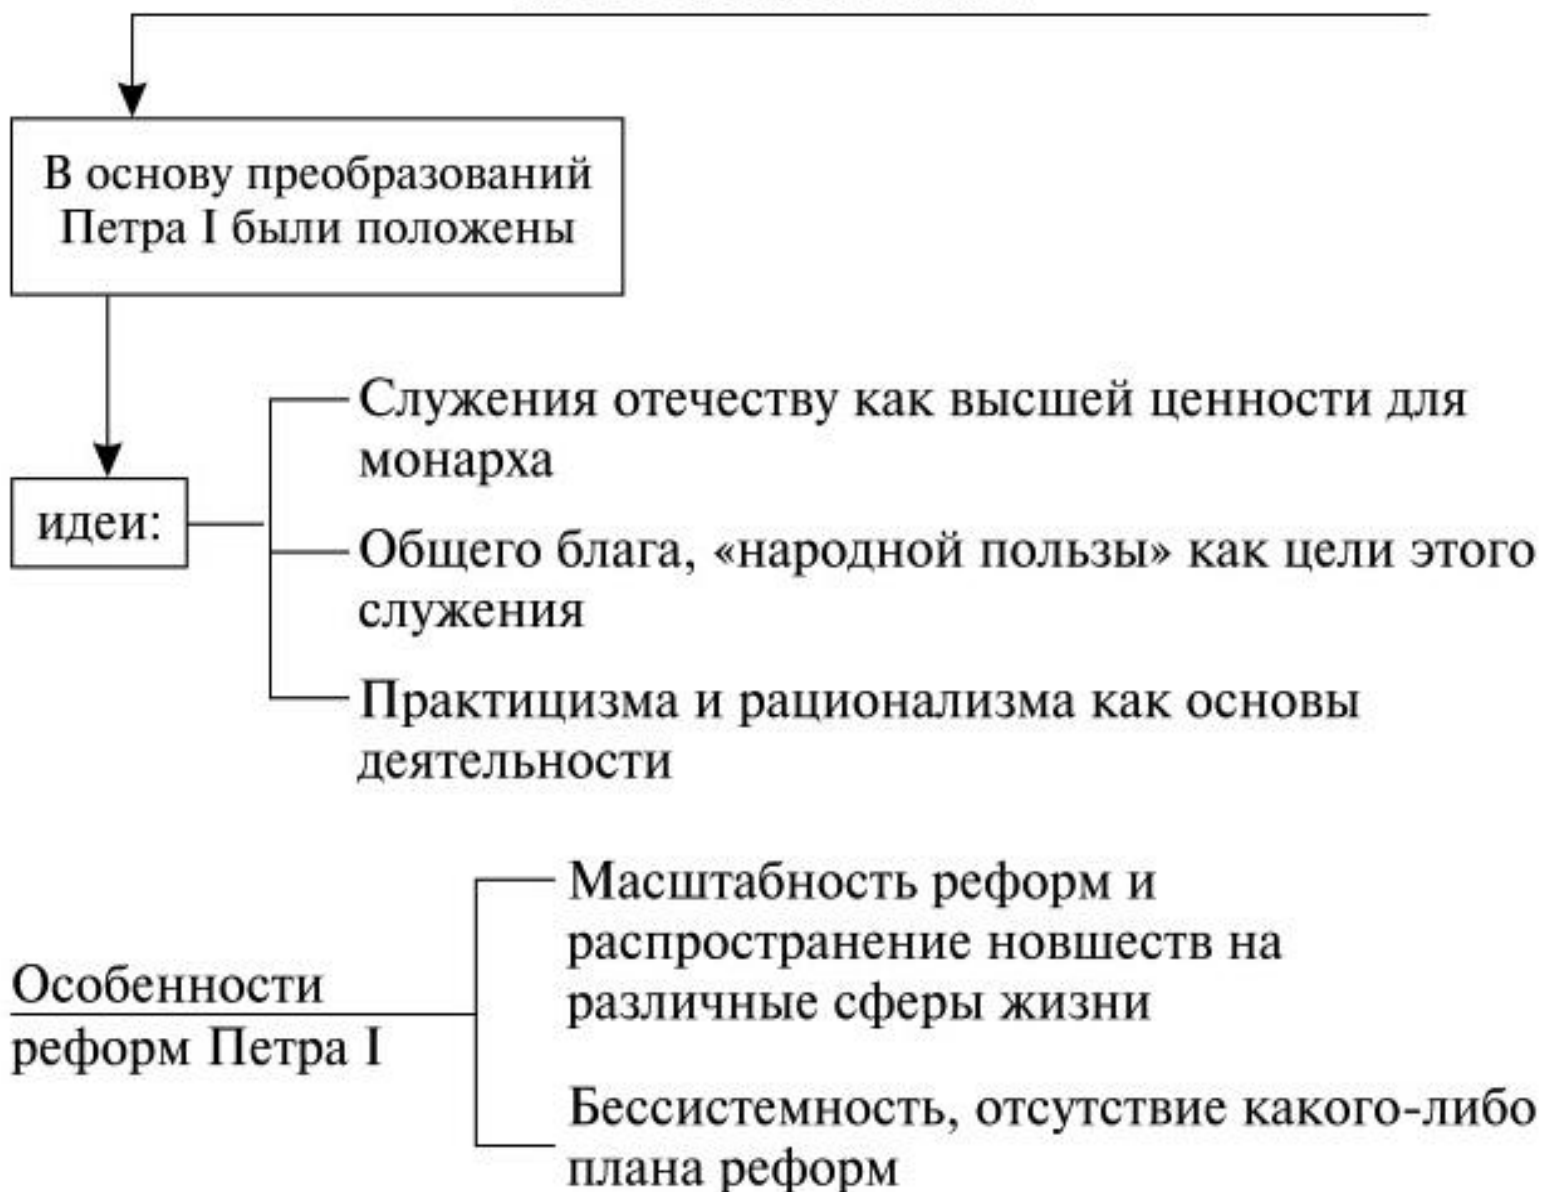 В основу преобразований
Петра I были положены
Служения отечеству как высшей ценности для
монарха
идеи:
Общего блага, «народной пользы» как цели этого
служения
Практицизма и рационализма как основы
деятельности
Масштабность реформ и
распространение новшеств на
различные сферы жизни
Особенности
реформ Петра I
Бессистемность, отсутствие какого-либо
плана реформ